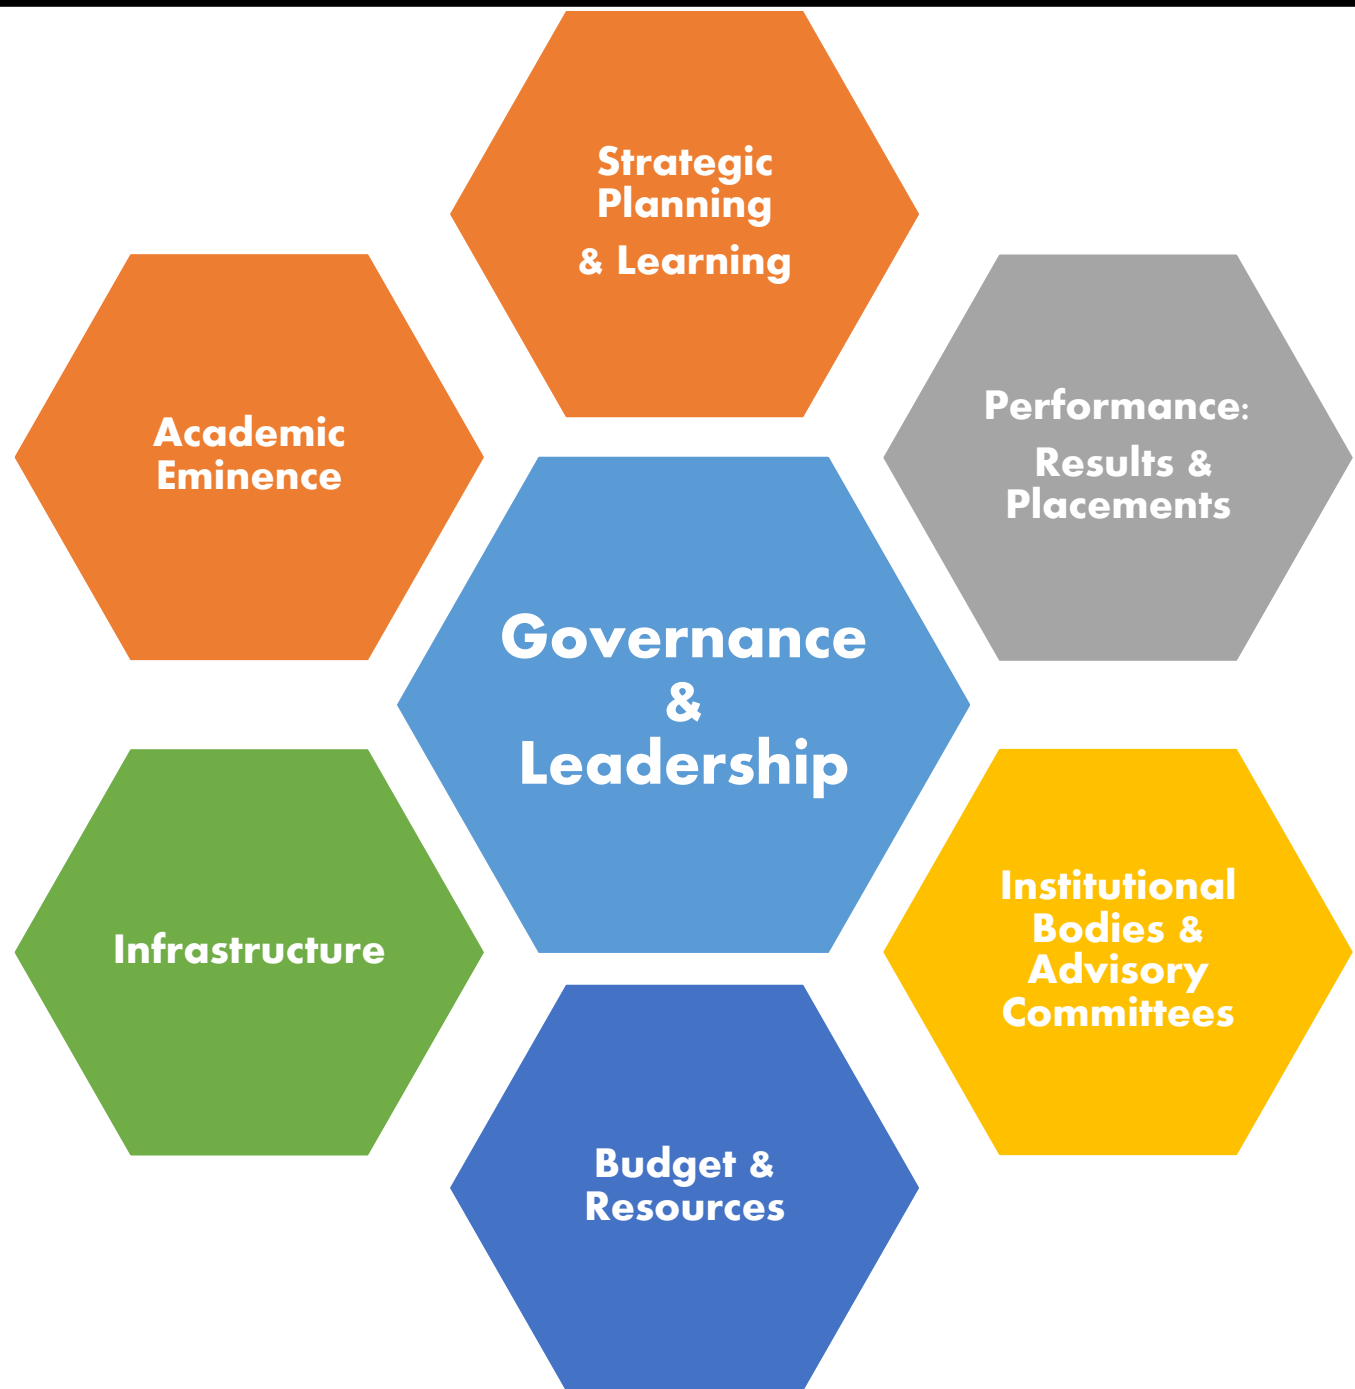 Strategic
Planning
& Learning
Academic
Eminence
Performance:
Results &
Placements
Governance
&
Leadership
Infrastructure
Institutional
Bodies &
Advisory
Committees
Budget &
Resources